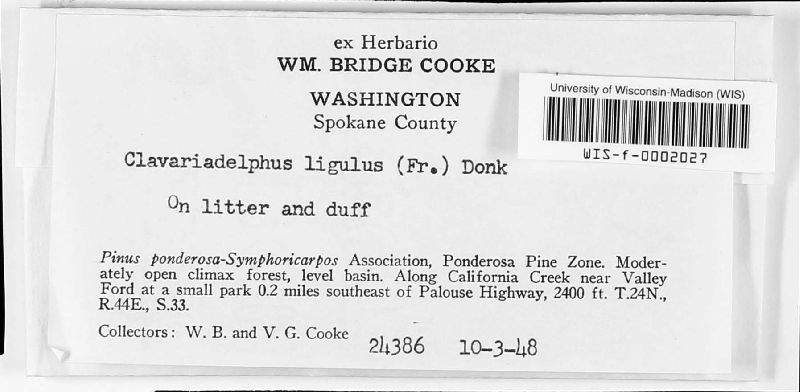 ex Herbario
WM. BRIDGE COOKE
WASHINGTON
Spokane County
University of Wisconsin-Madison (WIS)
WIS-f-0002027
Clavariadelphus ligulus (Fr.) Donk
On litter and duff
Pinus ponderosa-Symphoricarpos Association, Ponderosa Pine Zone. Moder-
ately open climax forest, level basin. Along California Creek near Valley
Ford at a small park 0.2 miles southeast of Palouse Highway, 2400 ft. T.24N.,
R.44E., S.33.
Collectors: W. B. and V. G. Cooke 24386 10-3-48